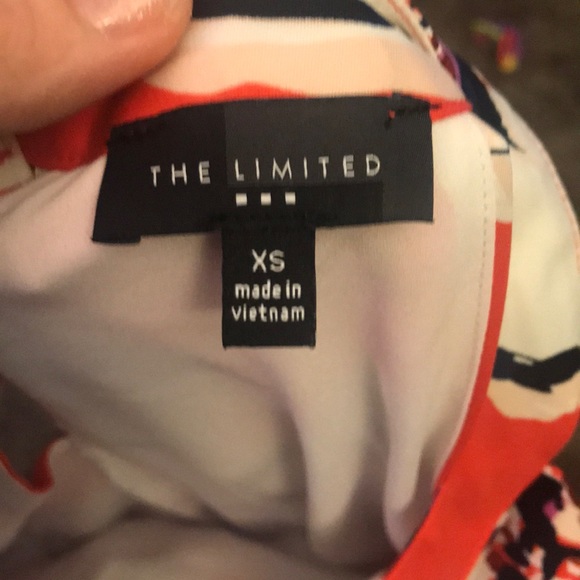 THE LIMITED
XS
made in
vietnam